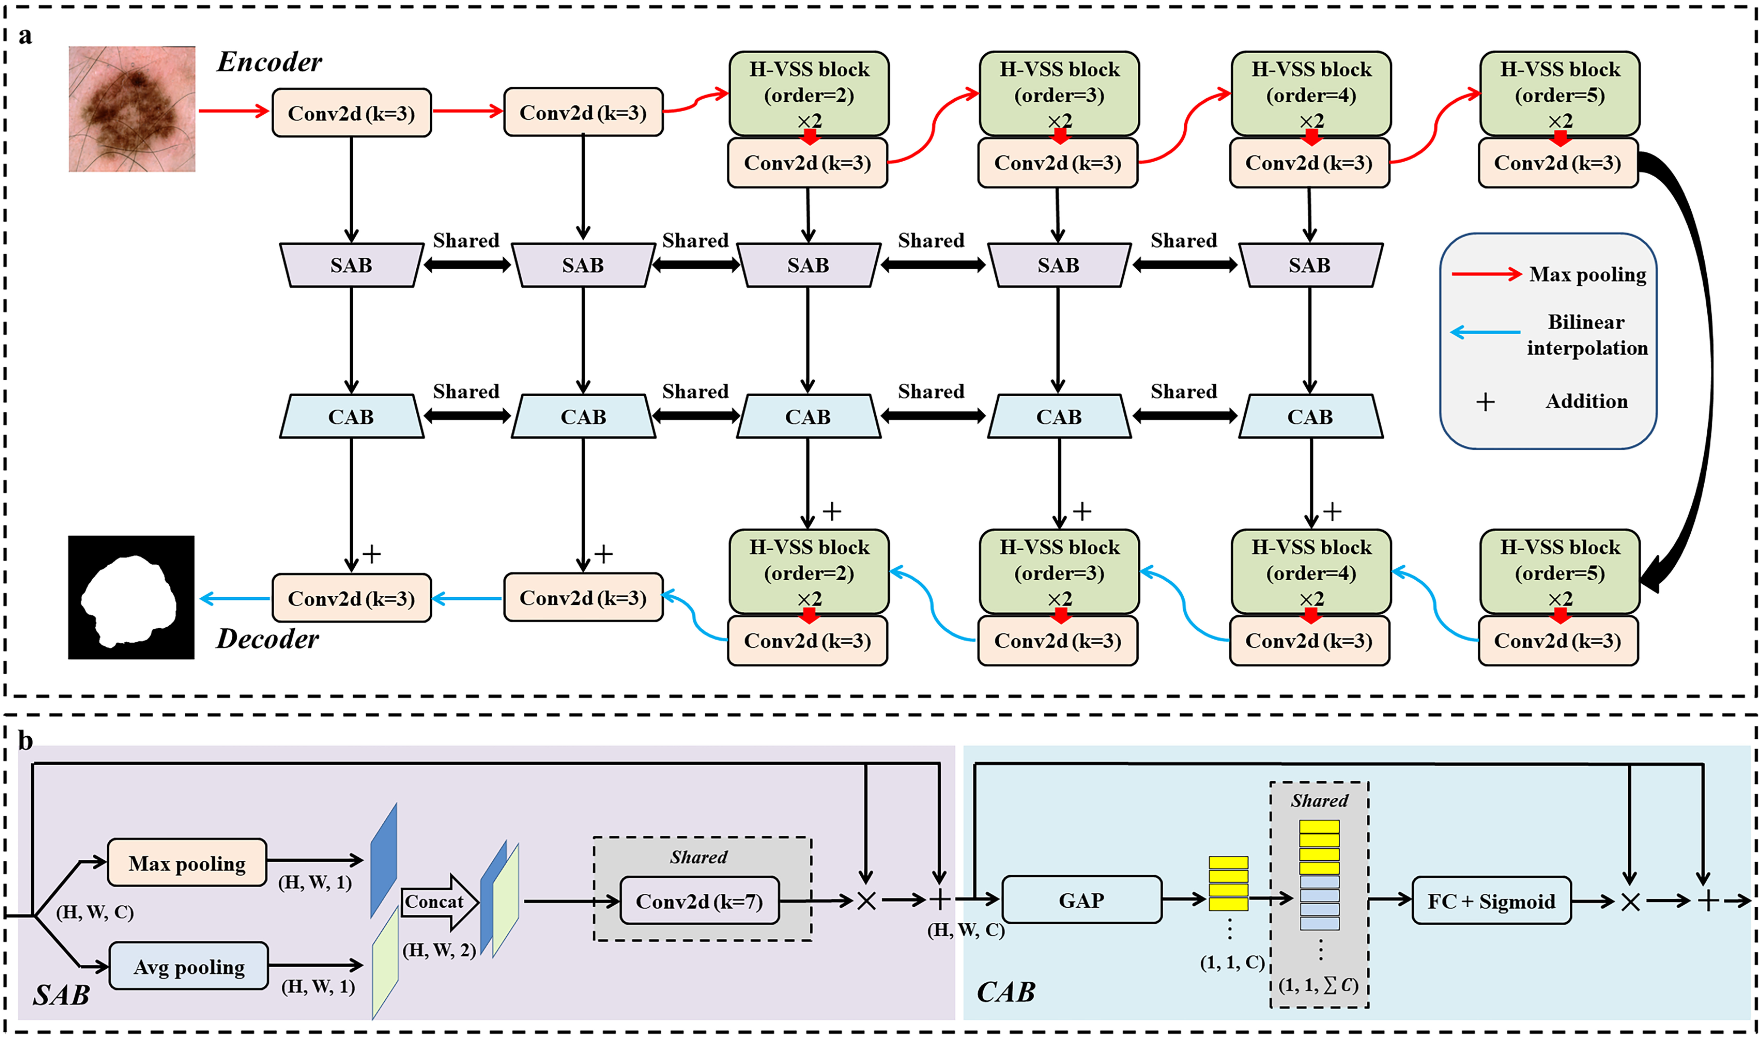 a
Encoder
Conv2d (k=3)
Conv2d (k=3)
H-VSS block
(order=2)
×2
Conv2d (k=3)
H-VSS block
(order=3)
×2
Conv2d (k=3)
H-VSS block
(order=4)
×2
Conv2d (k=3)
H-VSS block
(order=5)
×2
Conv2d (k=3)
SAB
Shared
SAB
Shared
SAB
Shared
SAB
Shared
SAB
Max pooling
Bilinear
interpolation
+ Addition
CAB
Shared
CAB
Shared
CAB
Shared
CAB
Shared
CAB
+
+
+
+
+
Decoder
Conv2d (k=3)
Conv2d (k=3)
H-VSS block
(order=2)
×2
Conv2d (k=3)
H-VSS block
(order=3)
×2
Conv2d (k=3)
H-VSS block
(order=4)
×2
Conv2d (k=3)
H-VSS block
(order=5)
×2
Conv2d (k=3)
b
(H, W, C)
Max pooling
(H, W, 1)
Avg pooling
(H, W, 1)
Concat
(H, W, 2)
Shared
Conv2d (k=7)
×
+
(H, W, C)
SAB
GAP
⋮
(1, 1, C)
Shared
⋮
(1, 1, ∑ C)
FC + Sigmoid
×
+
CAB